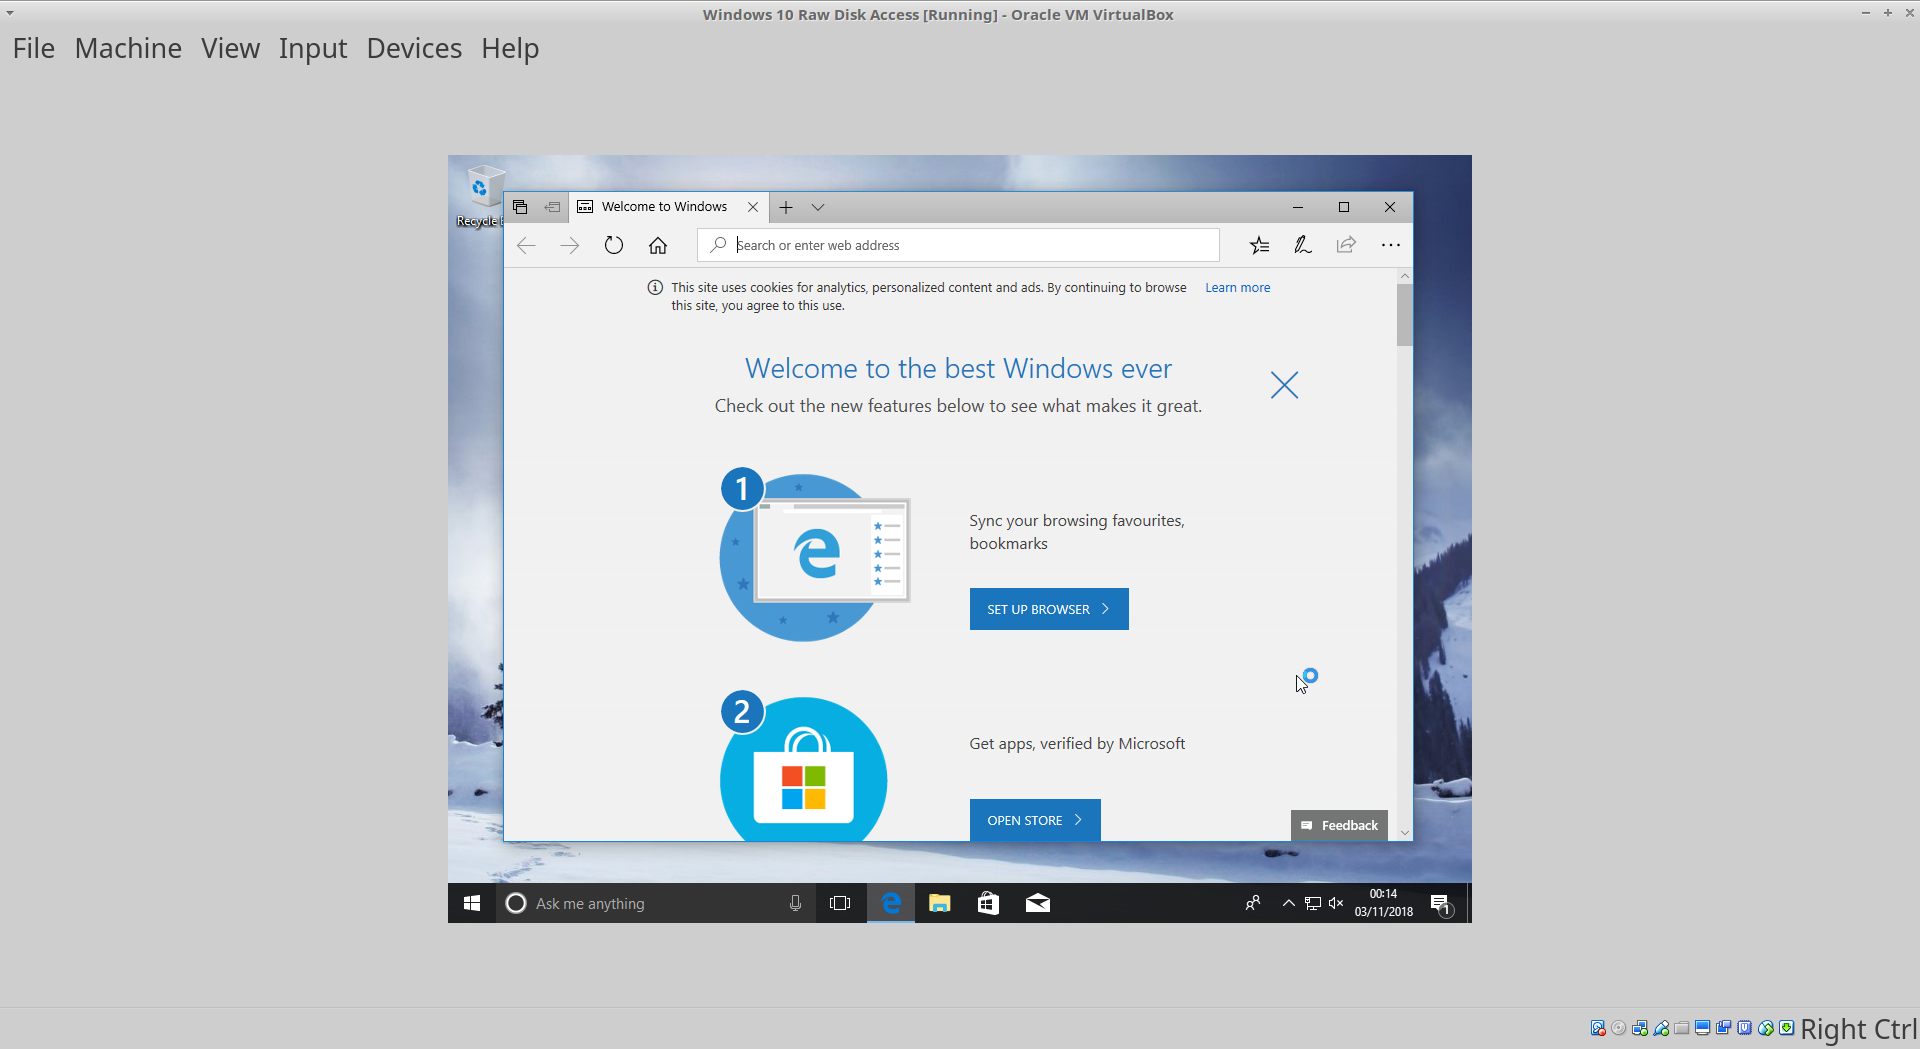 Windows 10 Raw Disk Access [Running] - Oracle VM VirtualBox
File Machine View Input Devices Help
Recycle
Welcome to Windows
Search or enter web address
This site uses cookies for analytics, personalized content and ads. By continuing to browse Learn more
this site, you agree to this use.
Welcome to the best Windows ever
Check out the new features below to see what makes it great.
1
Sync your browsing favourites,
bookmarks
SET UP BROWSER
2
Get apps, verified by Microsoft
OPEN STORE
Feedback
Ask me anything
00:14
03/11/2018
1
Right Ctrl